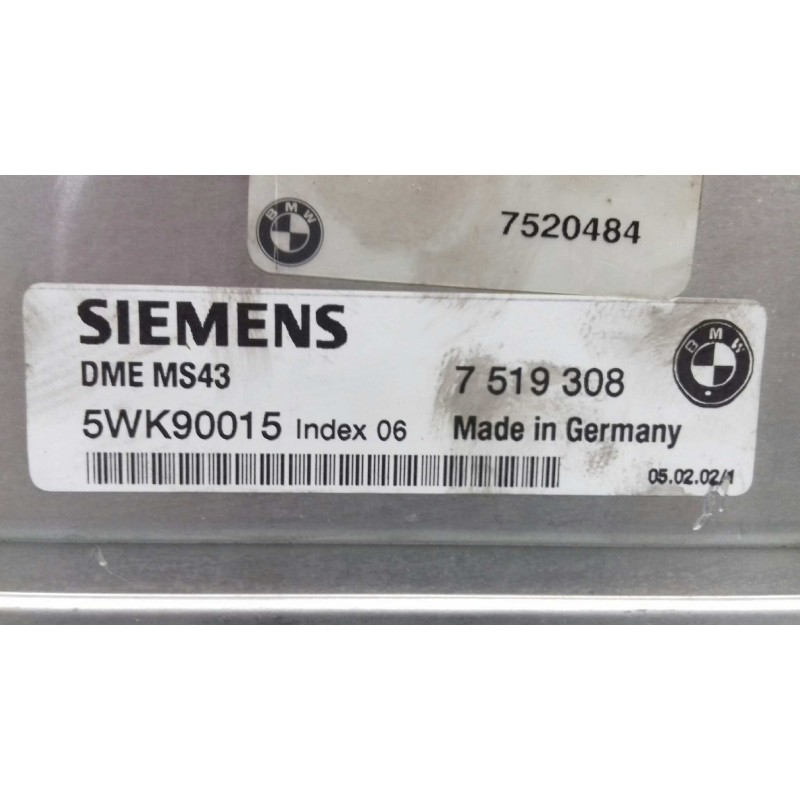 BMW
7520484
SIEMENS
DME MS43
7 519 308
BMW
5WK90015 Index 06
Made in Germany
05.02.02/1